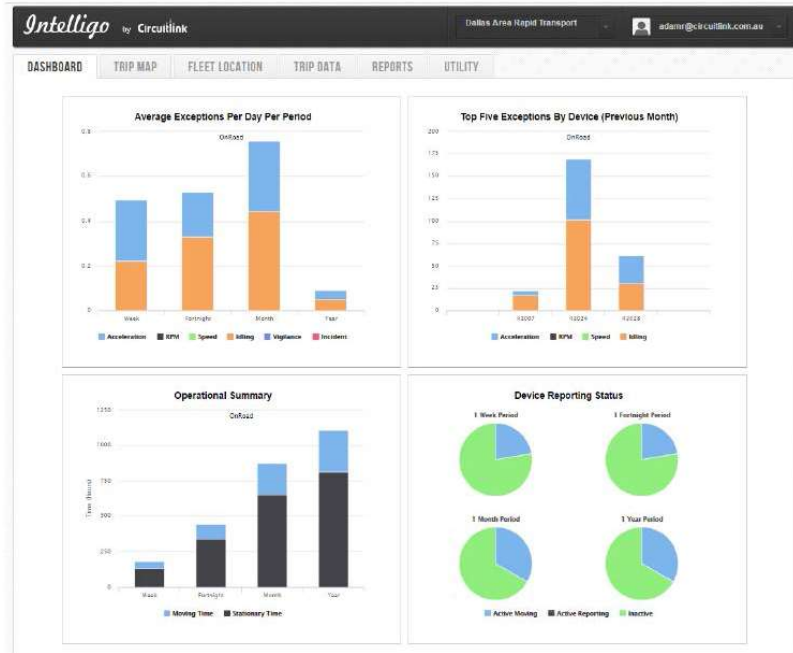 Intelligo by Circuitlink
Dallas Area Rapid Transport
adamr@circuitlink.com.au
DASHBOARD TRIP MAP FLEET LOCATION TRIP DATA REPORTS UTILITY
Average Exceptions Per Day Per Period
OnRoad
0.8
0.6
0.4
0.2
0
Week Fortnight Month Year
Acceleration RPM Speed Idling Vigilance Incident
Top Five Exceptions By Device (Previous Month)
OnRoad
200
175
150
125
100
75
50
25
0
43007 43024 43028
Acceleration RPM Speed Idling
Operational Summary
OnRoad
Time (Hours)
1250
1000
750
500
250
0
Week Fortnight Month Year
Moving Time Stationary Time
Device Reporting Status
1 Week Period 1 Fortnight Period
1 Month Period 1 Year Period
Active Moving Active Reporting Inactive